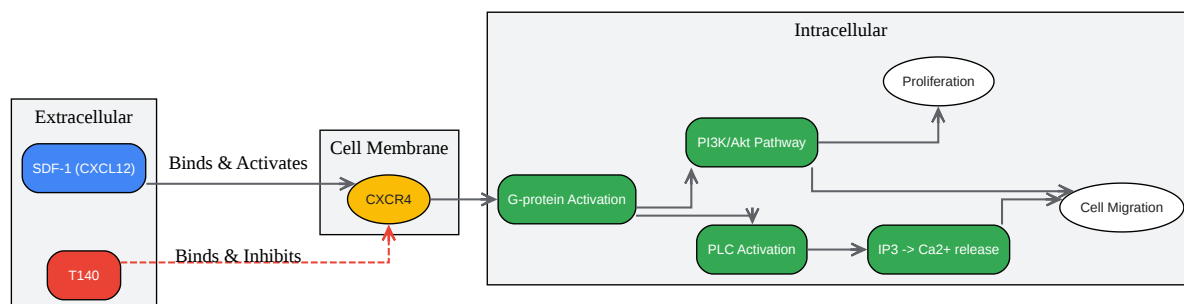 Intracellular
Proliferation
Extracellular
SDF-1 (CXCL12)
Binds & Activates
Cell Membrane
CXCR4
PI3K/Akt Pathway
G-protein Activation
Cell Migration
T140
Binds & Inhibits
PLC Activation
IP3 -> Ca2+ release